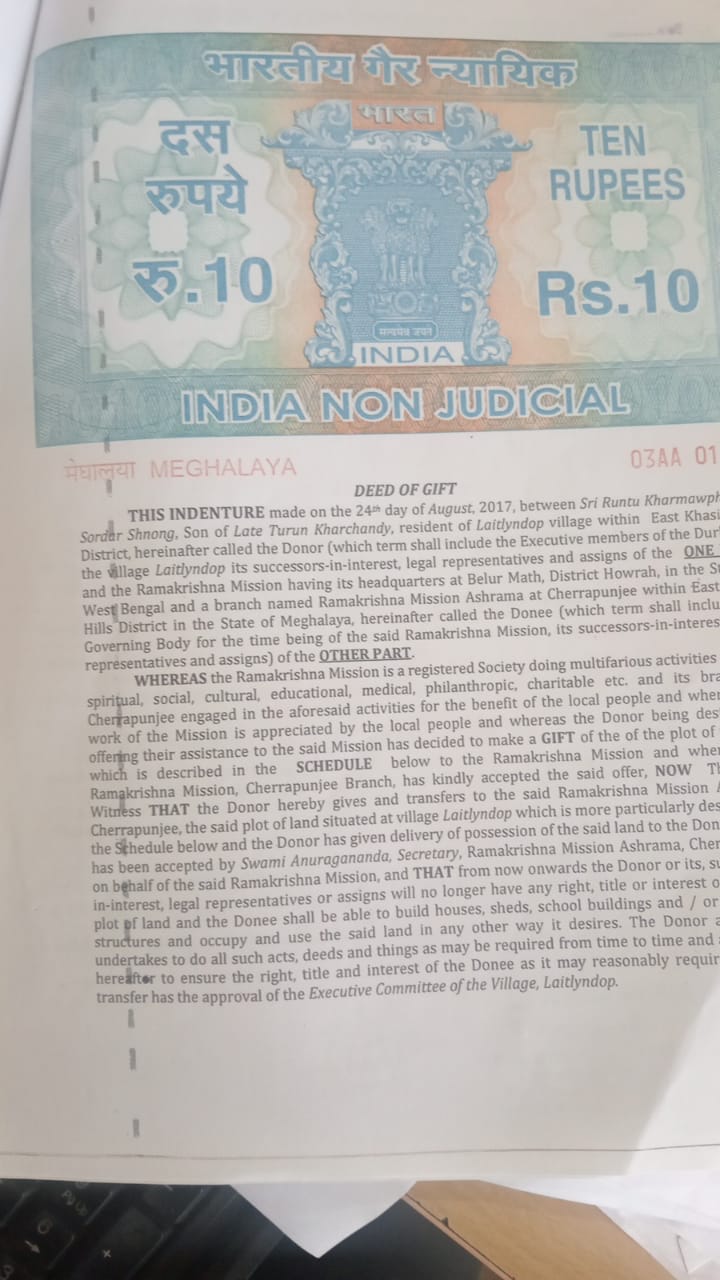 भारतीय गैर न्यायिक
भारत
दस
रुपये
रु.10
TEN
RUPEES
Rs.10
सत्यमेव जयते
INDIA
INDIA NON JUDICIAL
मेघालया MEGHALAYA
03AA 01
DEED OF GIFT
THIS INDENTURE made on the 24th day of August, 2017, between Sri Runtu Kharmawph
Sordar Shnong, Son of Late Turun Kharchandy, resident of Laitlyndop village within East Khasi
District, hereinafter called the Donor (which term shall include the Executive members of the Dur
the village Laitlyndop its successors-in-interest, legal representatives and assigns of the ONE
and the Ramakrishna Mission having its headquarters at Belur Math, District Howrah, in the St
West Bengal and a branch named Ramakrishna Mission Ashrama at Cherrapunjee within East
Hills District in the State of Meghalaya, hereinafter called the Donee (which term shall inclu
Governing Body for the time being of the said Ramakrishna Mission, its successors-in-interes
representatives and assigns) of the OTHER PART.
WHEREAS the Ramakrishna Mission is a registered Society doing multifarious activities
spiritual, social, cultural, educational, medical, philanthropic, charitable etc. and its bra
Cherrapunjee engaged in the aforesaid activities for the benefit of the local people and wher
work of the Mission is appreciated by the local people and whereas the Donor being des
offering their assistance to the said Mission has decided to make a GIFT of the of the plot of
which is described in the SCHEDULE below to the Ramakrishna Mission and wher
Ramakrishna Mission, Cherrapunjee Branch, has kindly accepted the said offer, NOW Th
Witness THAT the Donor hereby gives and transfers to the said Ramakrishna Mission A
Cherrapunjee, the said plot of land situated at village Laitlyndop which is more particularly des
the Schedule below and the Donor has given delivery of possession of the said land to the Don
has been accepted by Swami Anuragananda, Secretary, Ramakrishna Mission Ashrama, Cher
on behalf of the said Ramakrishna Mission, and THAT from now onwards the Donor or its, su
in-interest, legal representatives or assigns will no longer have any right, title or interest o
plot of land and the Donee shall be able to build houses, sheds, school buildings and / or
structures and occupy and use the said land in any other way it desires. The Donor a
undertakes to do all such acts, deeds and things as may be required from time to time and a
hereafter to ensure the right, title and interest of the Donee as it may reasonably requir
transfer has the approval of the Executive Committee of the Village, Laitlyndop.